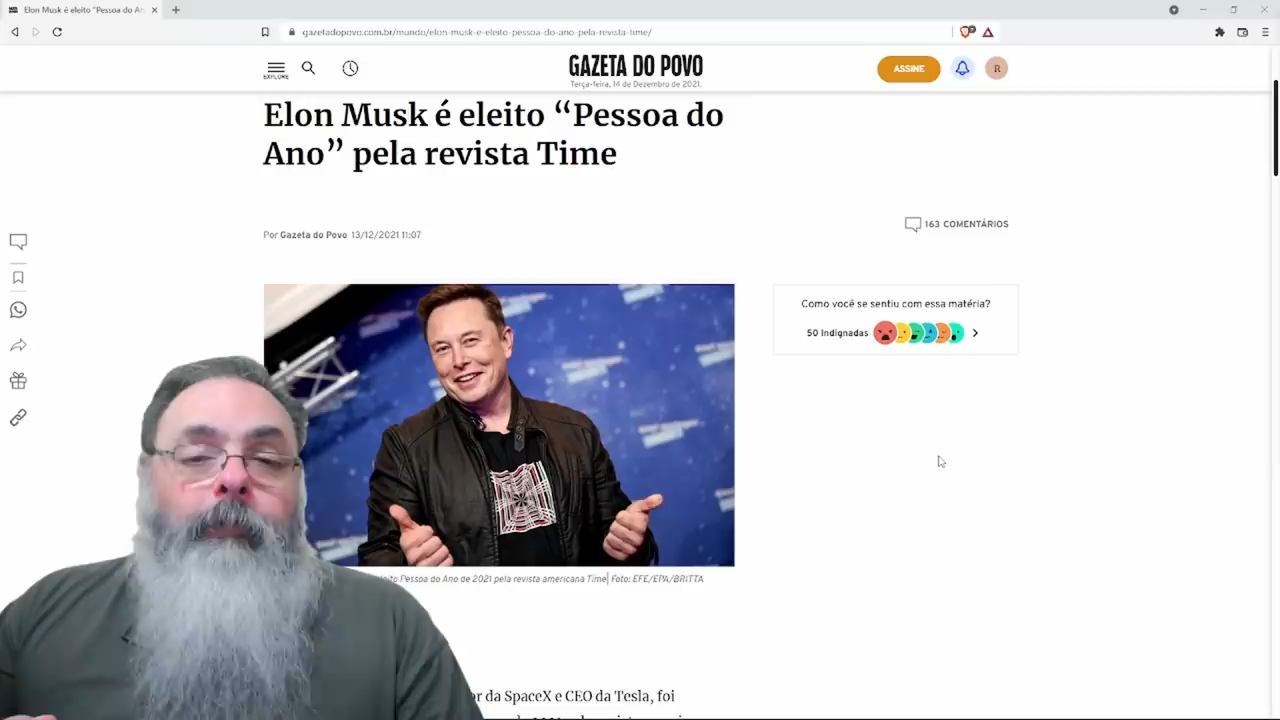 Elon Musk é eleito “Pessoa do An
gazetadopovo.com.br/mundo/elon-musk-e-eleito-pessoa-do-ano-pela-revista-time/
EXPLORE
GAZETA DO POVO
Terça-feira, 14 de Dezembro de 2021.
ASSINE
R
Elon Musk é eleito “Pessoa do
Ano” pela revista Time
163 COMENTÁRIOS
Por Gazeta do Povo 13/12/2021 11:07
Como você se sentiu com essa matéria?
50 Indignadas
Pessoa do Ano de 2021 pela revista americana Time| Foto: EFE/EPA/BRITTA
da SpaceX e CEO da Tesla, foi